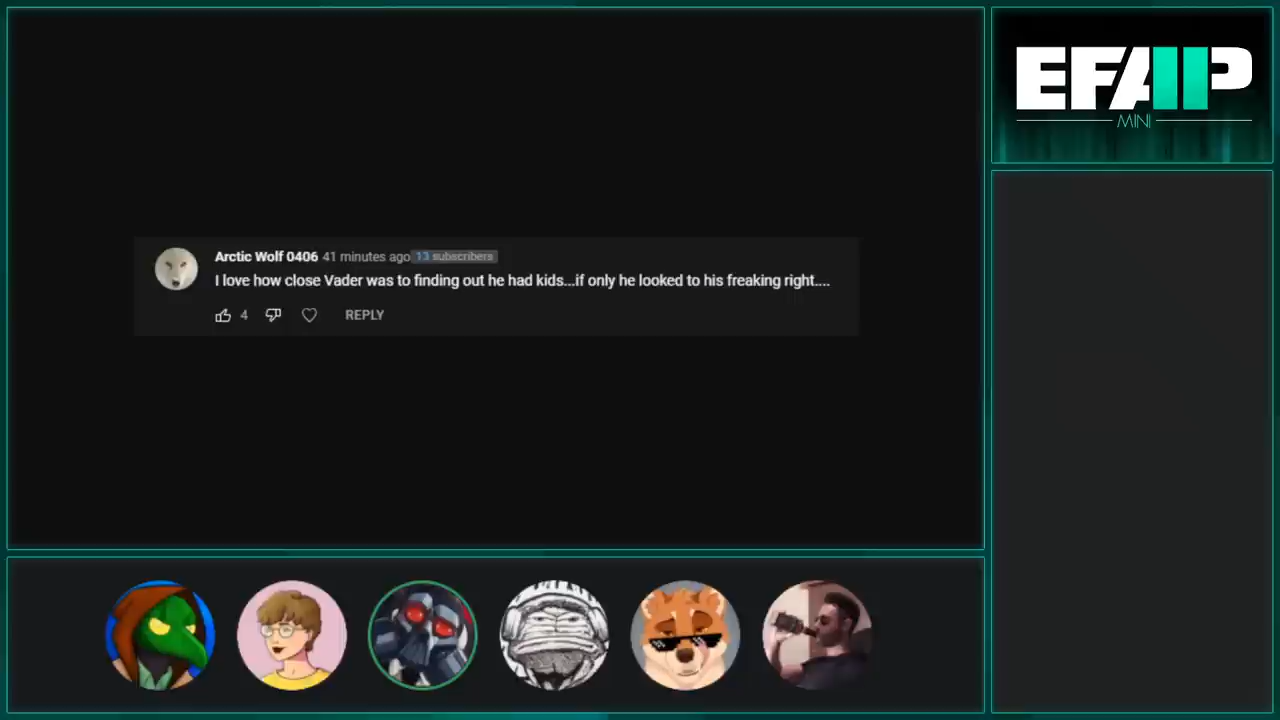 EFAP
MINI
Arctic Wolf 0406 41 minutes ago 13 subscribers
I love how close Vader was to finding out he had kids...if only he looked to his freaking right....
4 REPLY